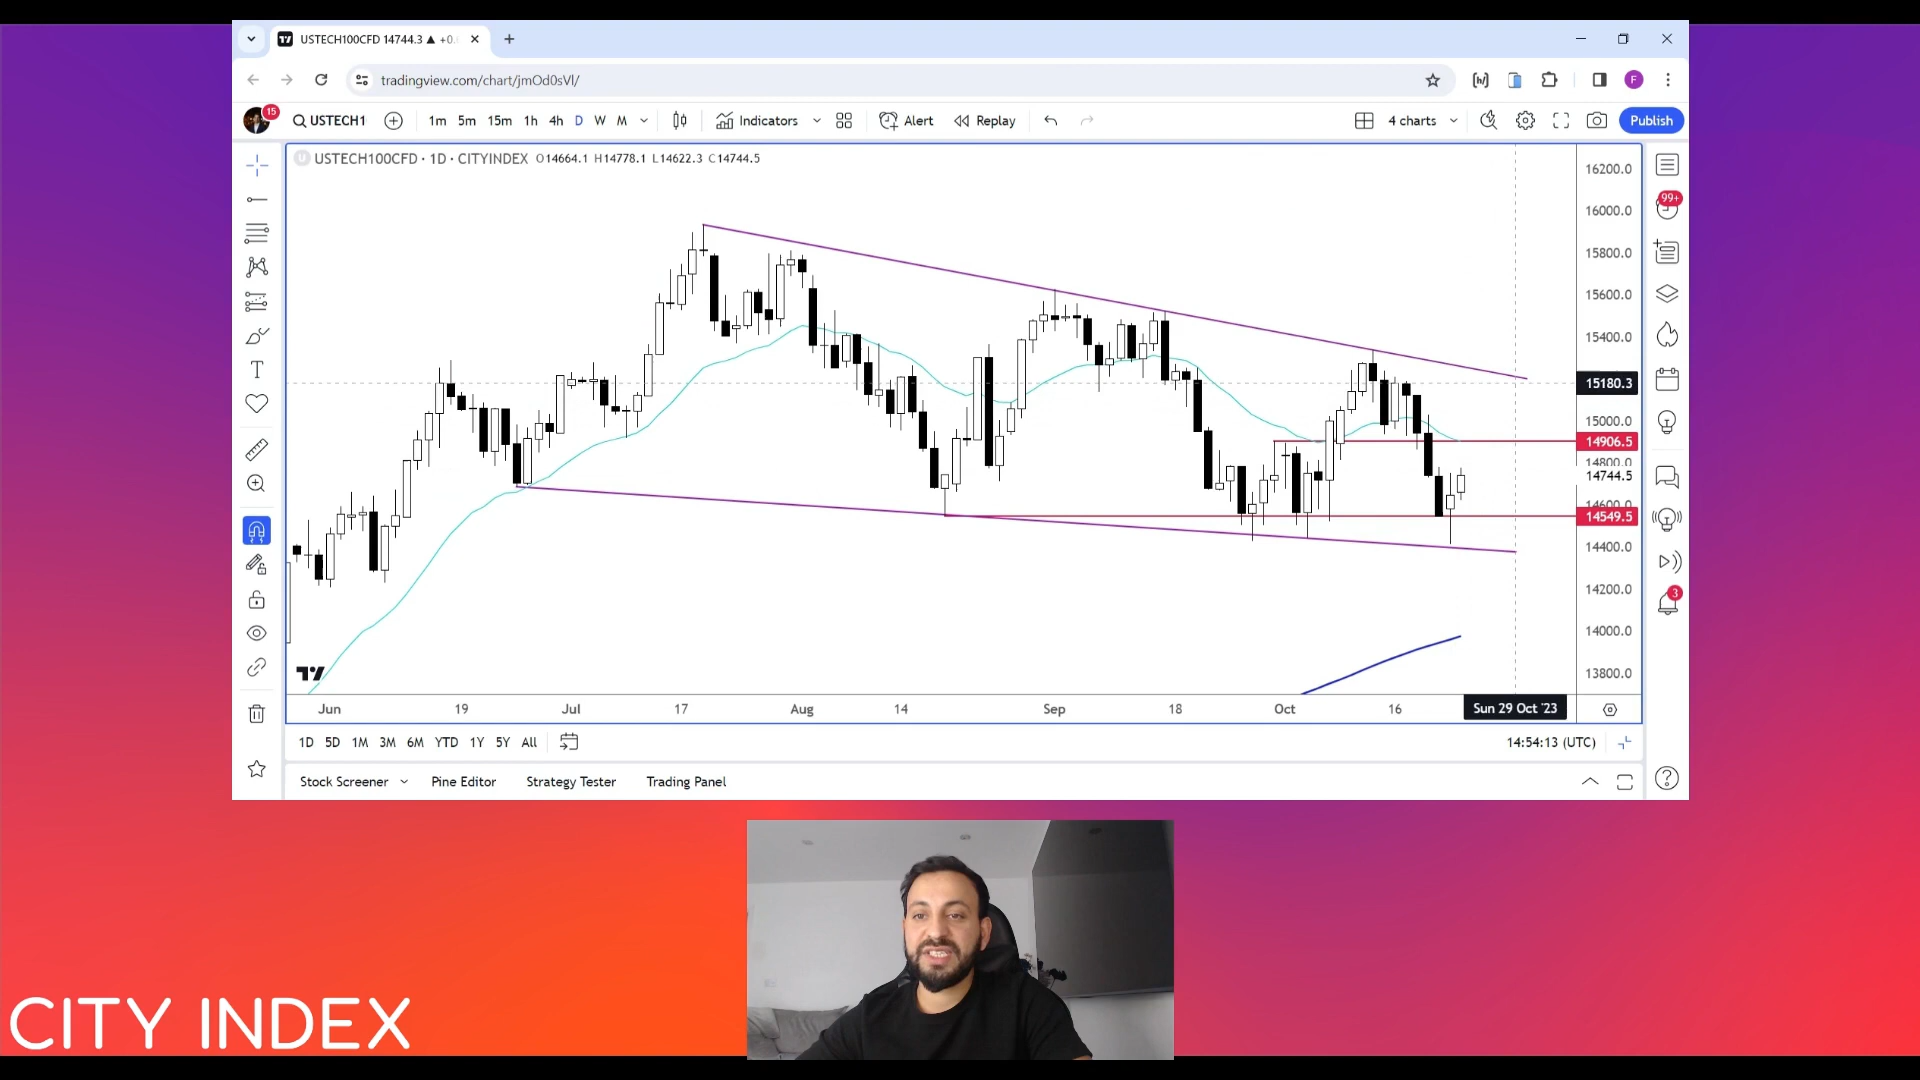 USTECH100CFD 14744.3 ▲ +0.
tradingview.com/chart/jmOd0sVl/
15
USTECH1
1m 5m 15m 1h 4h D W M
Indicators
Alert
Replay
4 charts
Publish
USTECH100CFD · 1D · CITYINDEX O14664.1 H14778.1 L14622.3 C14744.5
16200.0
16000.0
15800.0
15600.0
15400.0
15180.3
15000.0
14906.5
14800.0
14744.5
14600.0
14549.5
14400.0
14200.0
14000.0
13800.0
99+
3
F
Jun 19 Jul 17 Aug 14 Sep 18 Oct 16 Sun 29 Oct '23
1D 5D 1M 3M 6M YTD 1Y 5Y All
14:54:13 (UTC)
Stock Screener Pine Editor Strategy Tester Trading Panel
CITY INDEX